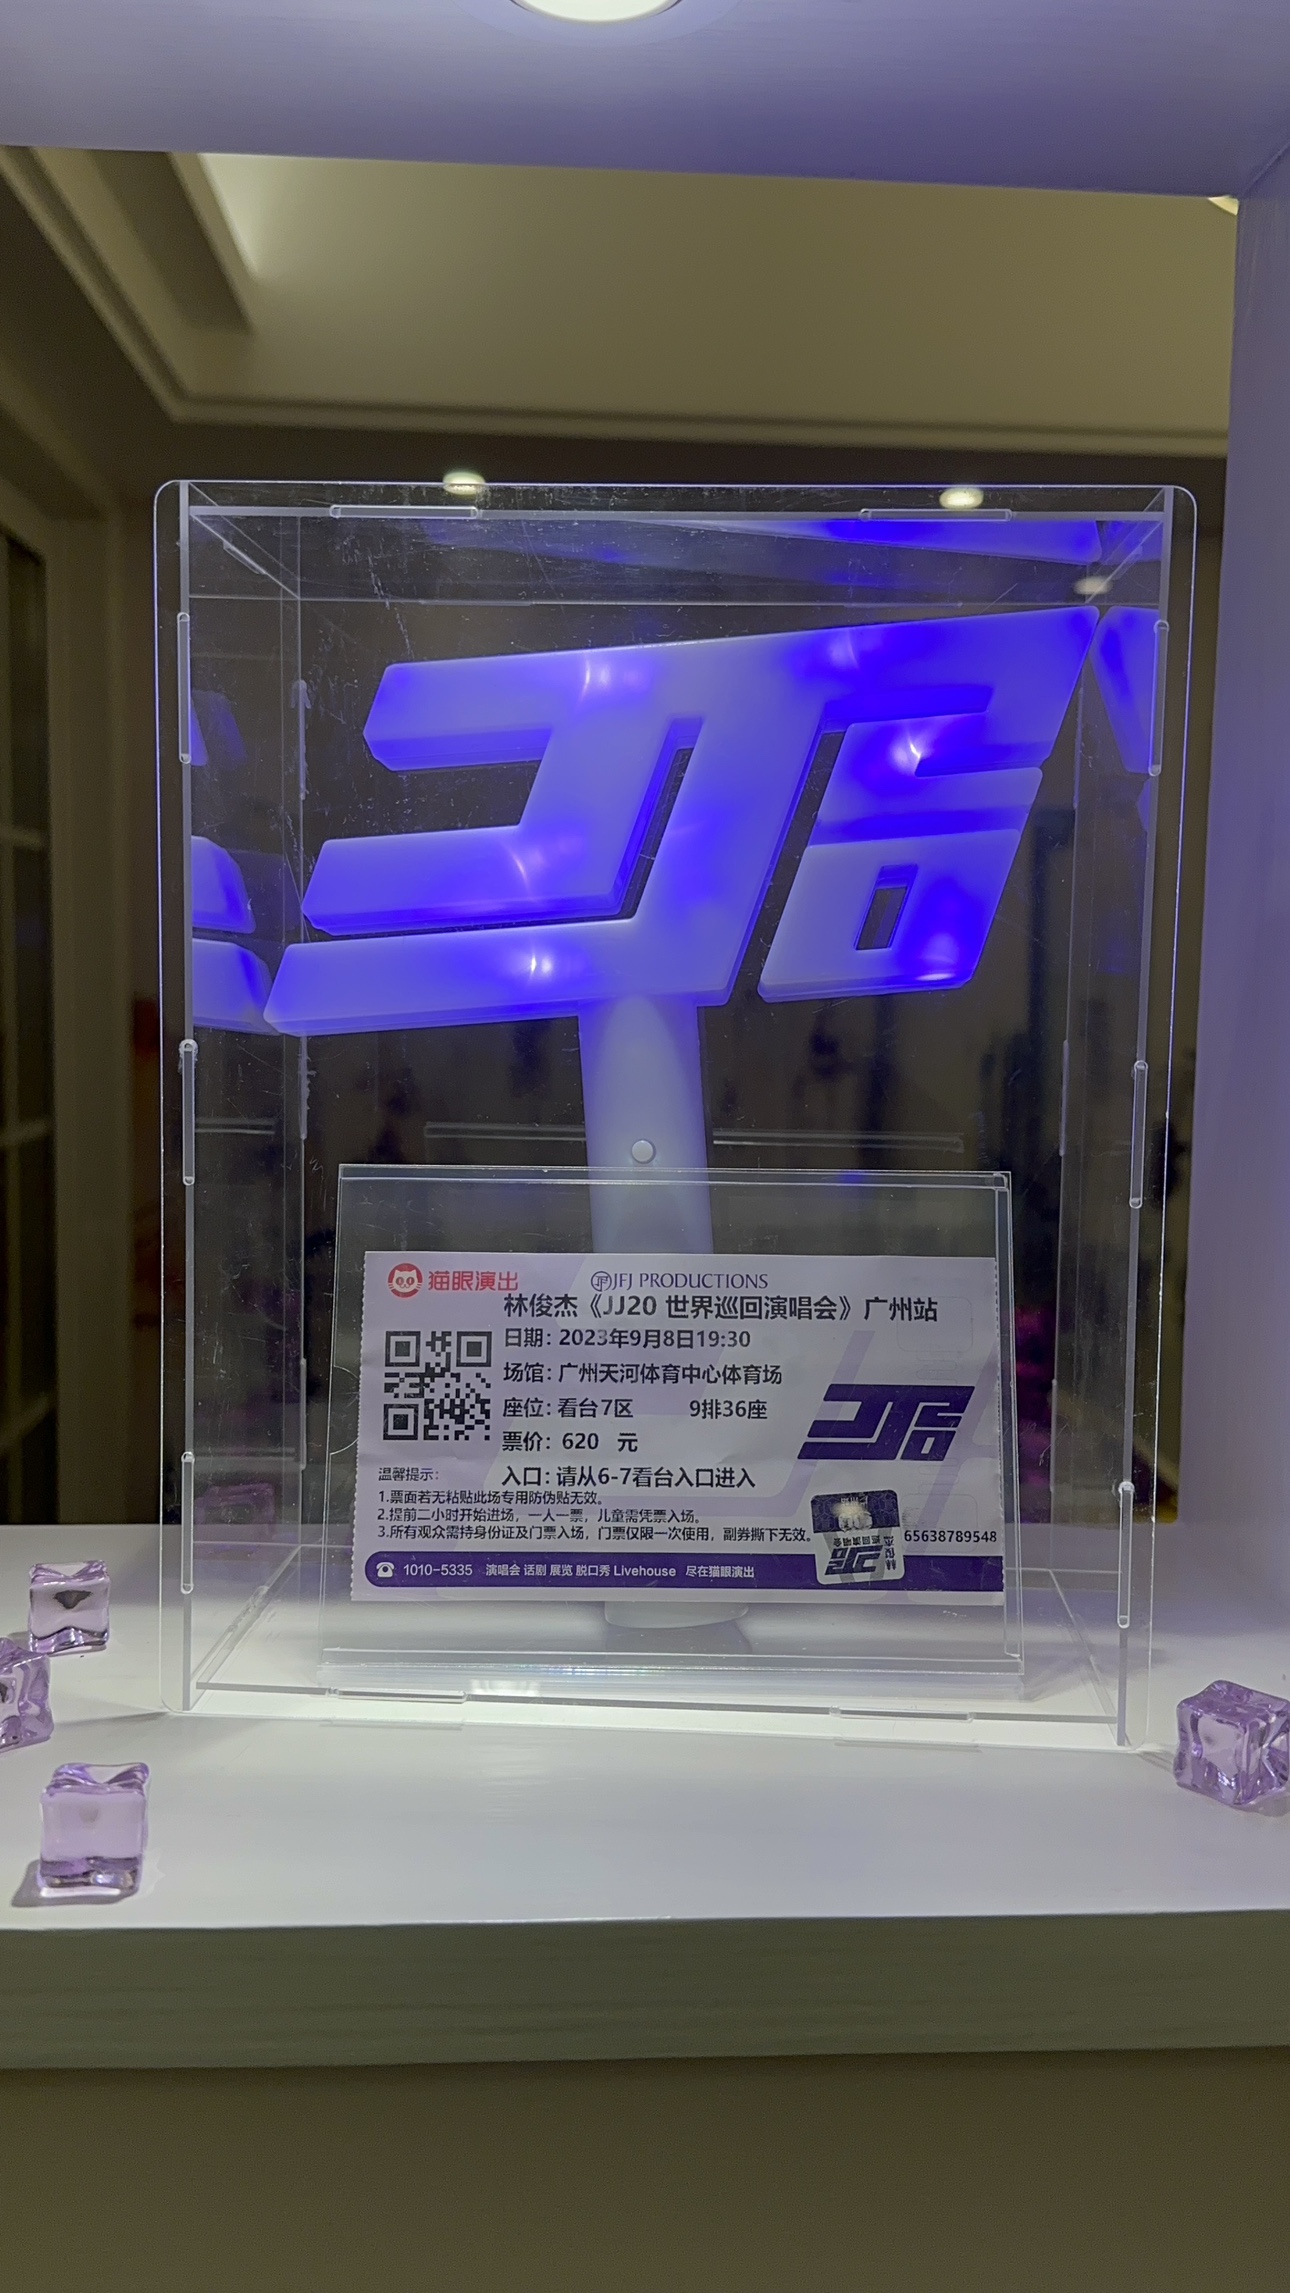 JJ20
猫眼演出
JFJ PRODUCTIONS
林俊杰《JJ20 世界巡回演唱会》广州站
日期: 2023年9月8日19:30
场馆: 广州天河体育中心体育场
座位: 看台7区 9排36座
票价: 620 元
入口: 请从6-7看台入口进入
JJ20
温馨提示:
1.票面若无粘贴此场专用防伪贴无效。
2.提前二小时开始进场,一人一票,儿童需凭票入场。
3.所有观众需持身份证及门票入场,门票仅限一次使用,副券撕下无效。
65638789548
1010-5335 演唱会 话剧 展览 脱口秀 Livehouse 尽在猫眼演出